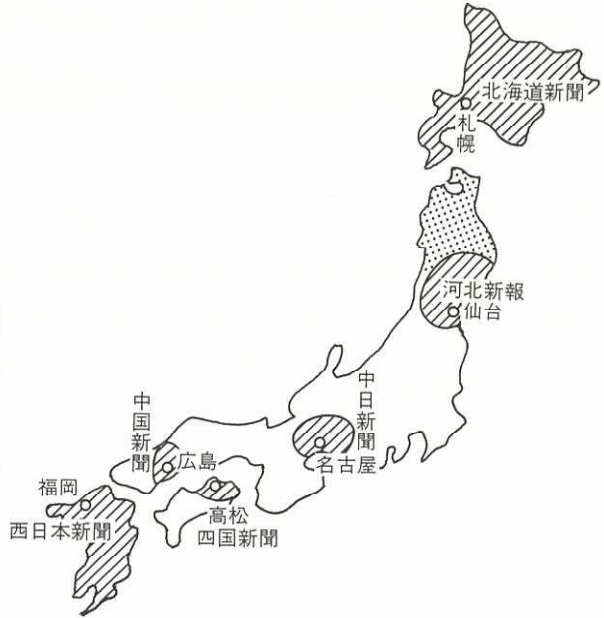 北海道新聞
札幌
河北新報
仙台
中日新聞
名古屋
中国新聞
広島
高松
四国新聞
福岡
西日本新聞